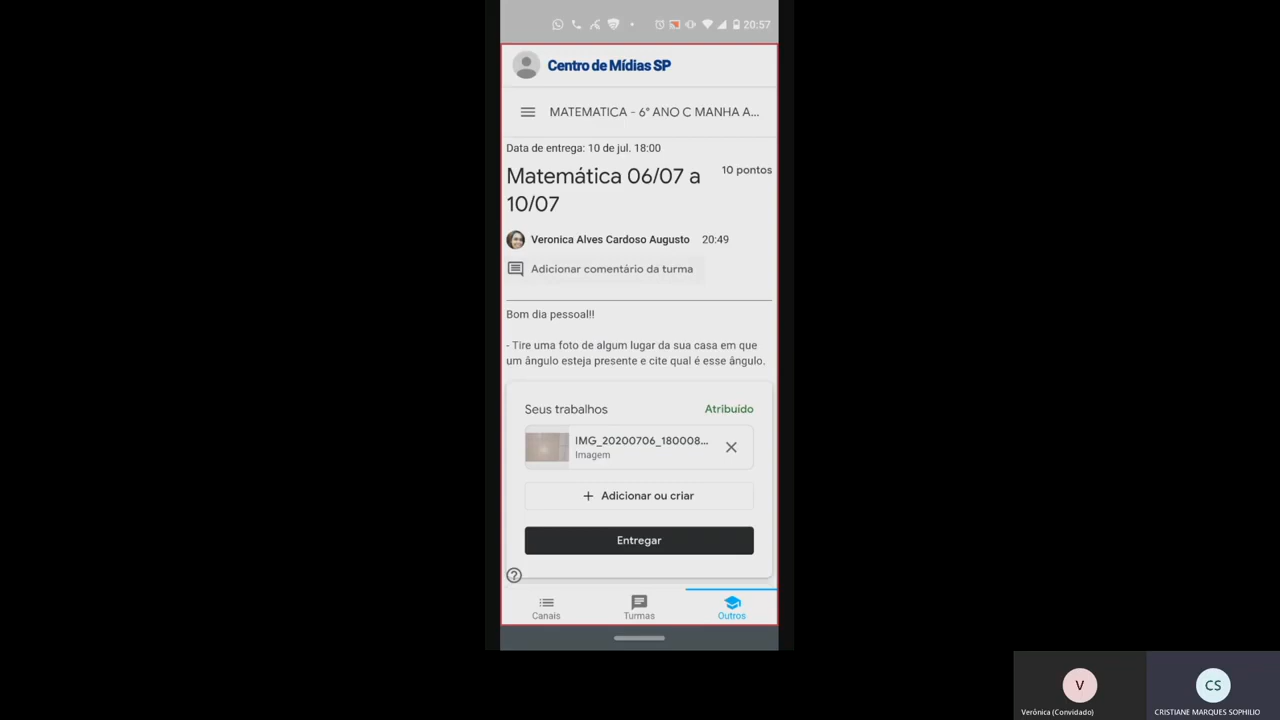 20:57
Centro de Mídias SP
MATEMATICA - 6° ANO C MANHA A...
Data de entrega: 10 de jul. 18:00
Matemática 06/07 a
10/07
10 pontos
Veronica Alves Cardoso Augusto 20:49
Adicionar comentário da turma
Bom dia pessoal!!
- Tire uma foto de algum lugar da sua casa em que
um ângulo esteja presente e cite qual é esse ângulo.
Seus trabalhos Atribuído
IMG_20200706_180008...
Imagem
+ Adicionar ou criar
Entregar
Canais Turmas Outros
V CS
Verônica (Convidado) CRISTIANE MARQUES SOPHILIO